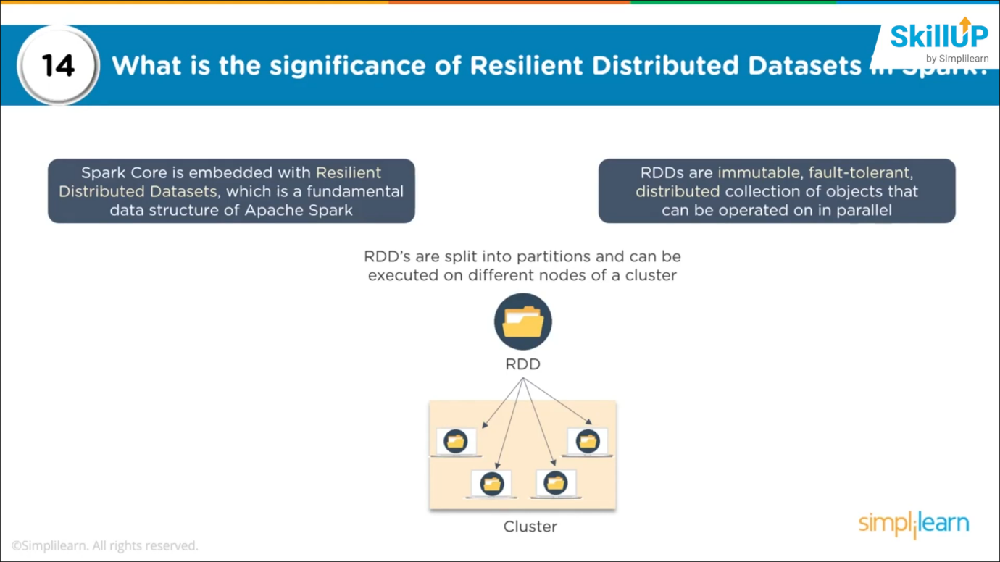 14
What is the significance of Resilient Distributed Datasets in Spark?
SkillUP
by Simplilearn
Spark Core is embedded with Resilient
Distributed Datasets, which is a fundamental
data structure of Apache Spark
RDDs are immutable, fault-tolerant,
distributed collection of objects that
can be operated on in parallel
RDD's are split into partitions and can be
executed on different nodes of a cluster
RDD
Cluster
simplilearn
©Simplilearn. All rights reserved.